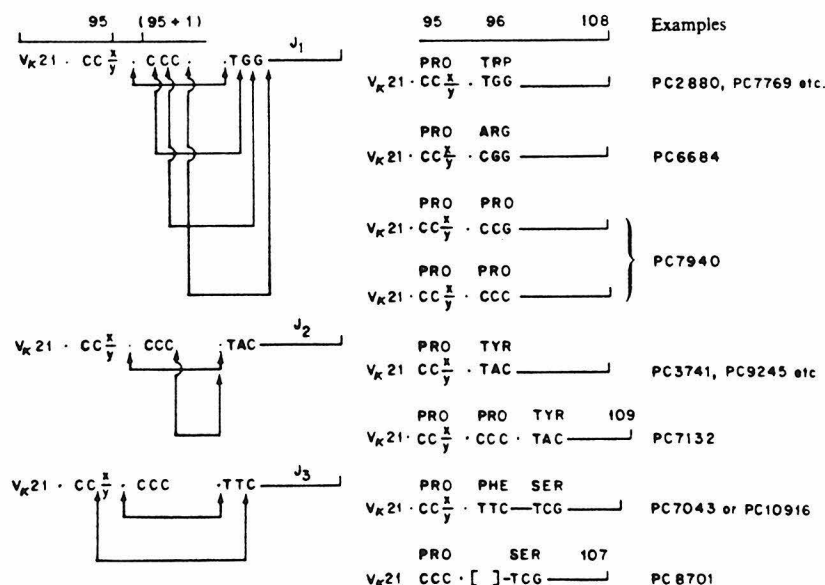 95 (95 + 1) 95 96 108 Examples
J1
PRO TRP
Vκ21 · CC x/y · CCC · · TGG Vκ21 · CC x/y · TGG PC2880, PC7769 etc.
PRO ARG
Vκ21 · CC x/y · CGG PC6684
PRO PRO
Vκ21 · CC x/y · CCG
PC7940
PRO PRO
Vκ21 · CC x/y · CCC
J2
PRO TYR
Vκ21 · CC x/y · CCC · TAC Vκ21 · CC x/y · TAC PC3741, PC9245 etc
PRO PRO TYR 109
Vκ21 · CC x/y · CCC · TAC PC7132
J3
PRO PHE SER
Vκ21 · CC x/y · CCC · TTC Vκ21 · CC x/y · TTC—TCG PC7043 or PC10916
PRO SER 107
Vκ21 CCC · [ ]-TCG PC8701